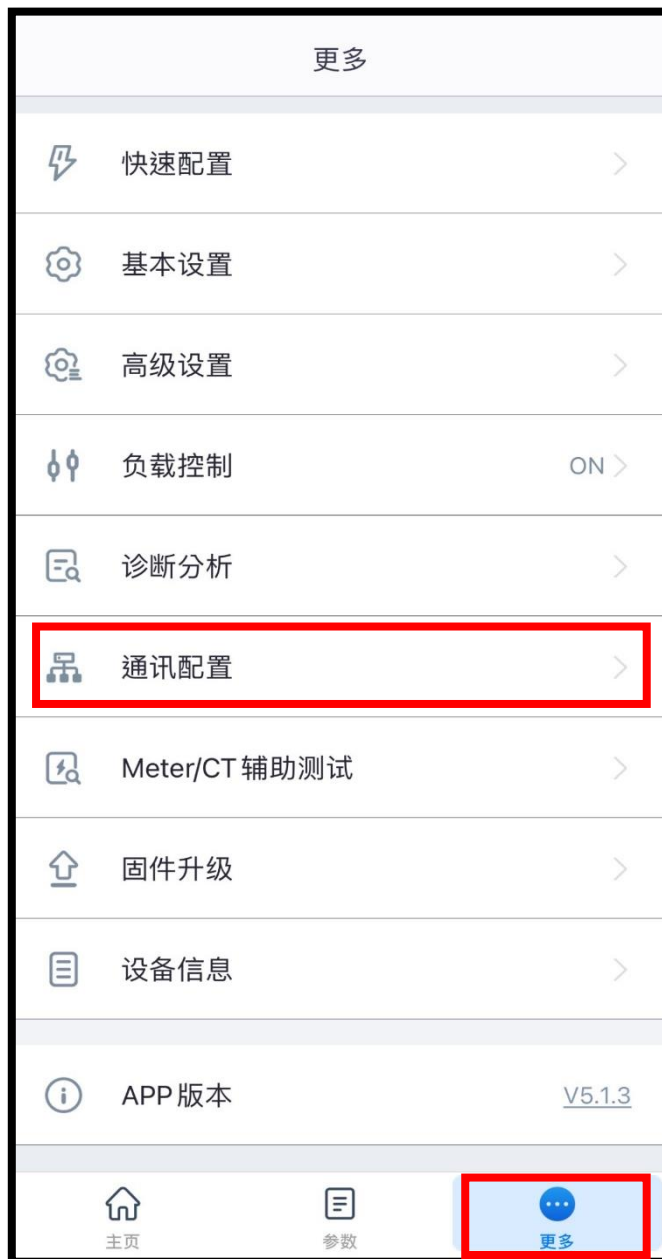 更多
快速配置
基本设置
高级设置
负载控制 ON
诊断分析
通讯配置
Meter/CT辅助测试
固件升级
设备信息
APP版本 V5.1.3
主页 参数 更多